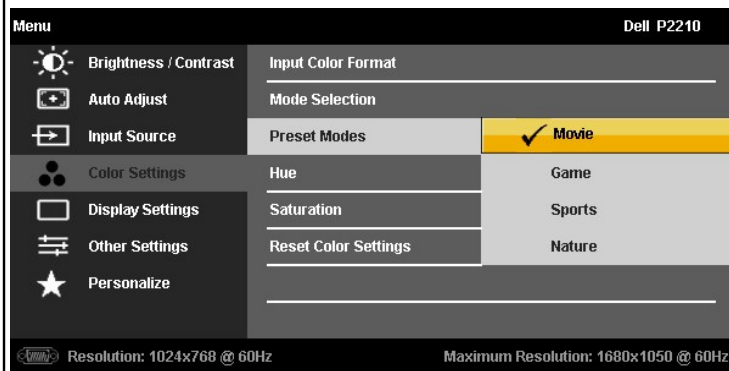 Menu Dell P2210
Brightness / Contrast Input Color Format
Auto Adjust Mode Selection
Input Source Preset Modes Movie
Color Settings Hue Game
Display Settings Saturation Sports
Other Settings Reset Color Settings Nature
Personalize
Resolution: 1024x768 @ 60Hz Maximum Resolution: 1680x1050 @ 60Hz